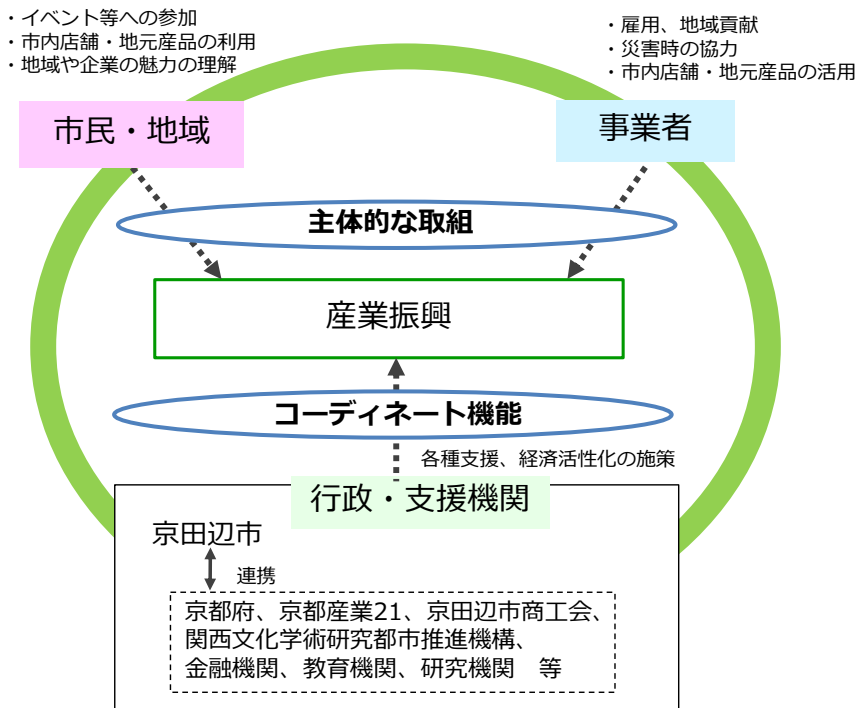 ・イベント等への参加
・市内店舗・地元産品の利用
・地域や企業の魅力の理解
・雇用、地域貢献
・災害時の協力
・市内店舗・地元産品の活用
市民・地域
事業者
主体的な取組
産業振興
コーディネート機能
各種支援、経済活性化の施策
行政・支援機関
京田辺市
連携
京都府、京都産業21、京田辺市商工会、
関西文化学術研究都市推進機構、
金融機関、教育機関、研究機関　等